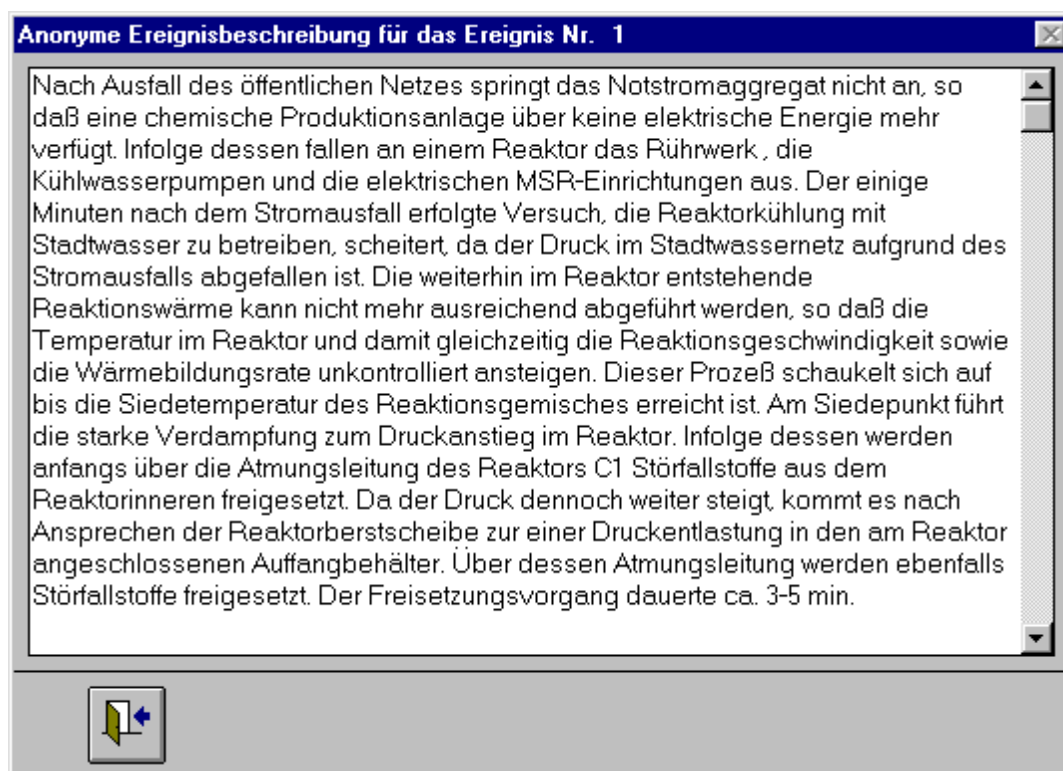 Anonyme Ereignisbeschreibung für das Ereignis Nr. 1
Nach Ausfall des öffentlichen Netzes springt das Notstromaggregat nicht an, so
daß eine chemische Produktionsanlage über keine elektrische Energie mehr
verfügt. Infolge dessen fallen an einem Reaktor das Rührwerk , die
Kühlwasserpumpen und die elektrischen MSR-Einrichtungen aus. Der einige
Minuten nach dem Stromausfall erfolgte Versuch, die Reaktorkühlung mit
Stadtwasser zu betreiben, scheitert, da der Druck im Stadtwassernetz aufgrund des
Stromausfalls abgefallen ist. Die weiterhin im Reaktor entstehende
Reaktionswärme kann nicht mehr ausreichend abgeführt werden, so daß die
Temperatur im Reaktor und damit gleichzeitig die Reaktionsgeschwindigkeit sowie
die Wärmebildungsrate unkontrolliert ansteigen. Dieser Prozeß schaukelt sich auf
bis die Siedetemperatur des Reaktionsgemisches erreicht ist. Am Siedepunkt führt
die starke Verdampfung zum Druckanstieg im Reaktor. Infolge dessen werden
anfangs über die Atmungsleitung des Reaktors C1 Störfallstoffe aus dem
Reaktorinneren freigesetzt. Da der Druck dennoch weiter steigt, kommt es nach
Ansprechen der Reaktorberstscheibe zur einer Druckentlastung in den am Reaktor
angeschlossenen Auffangbehälter. Über dessen Atmungsleitung werden ebenfalls
Störfallstoffe freigesetzt. Der Freisetzungsvorgang dauerte ca. 3-5 min.